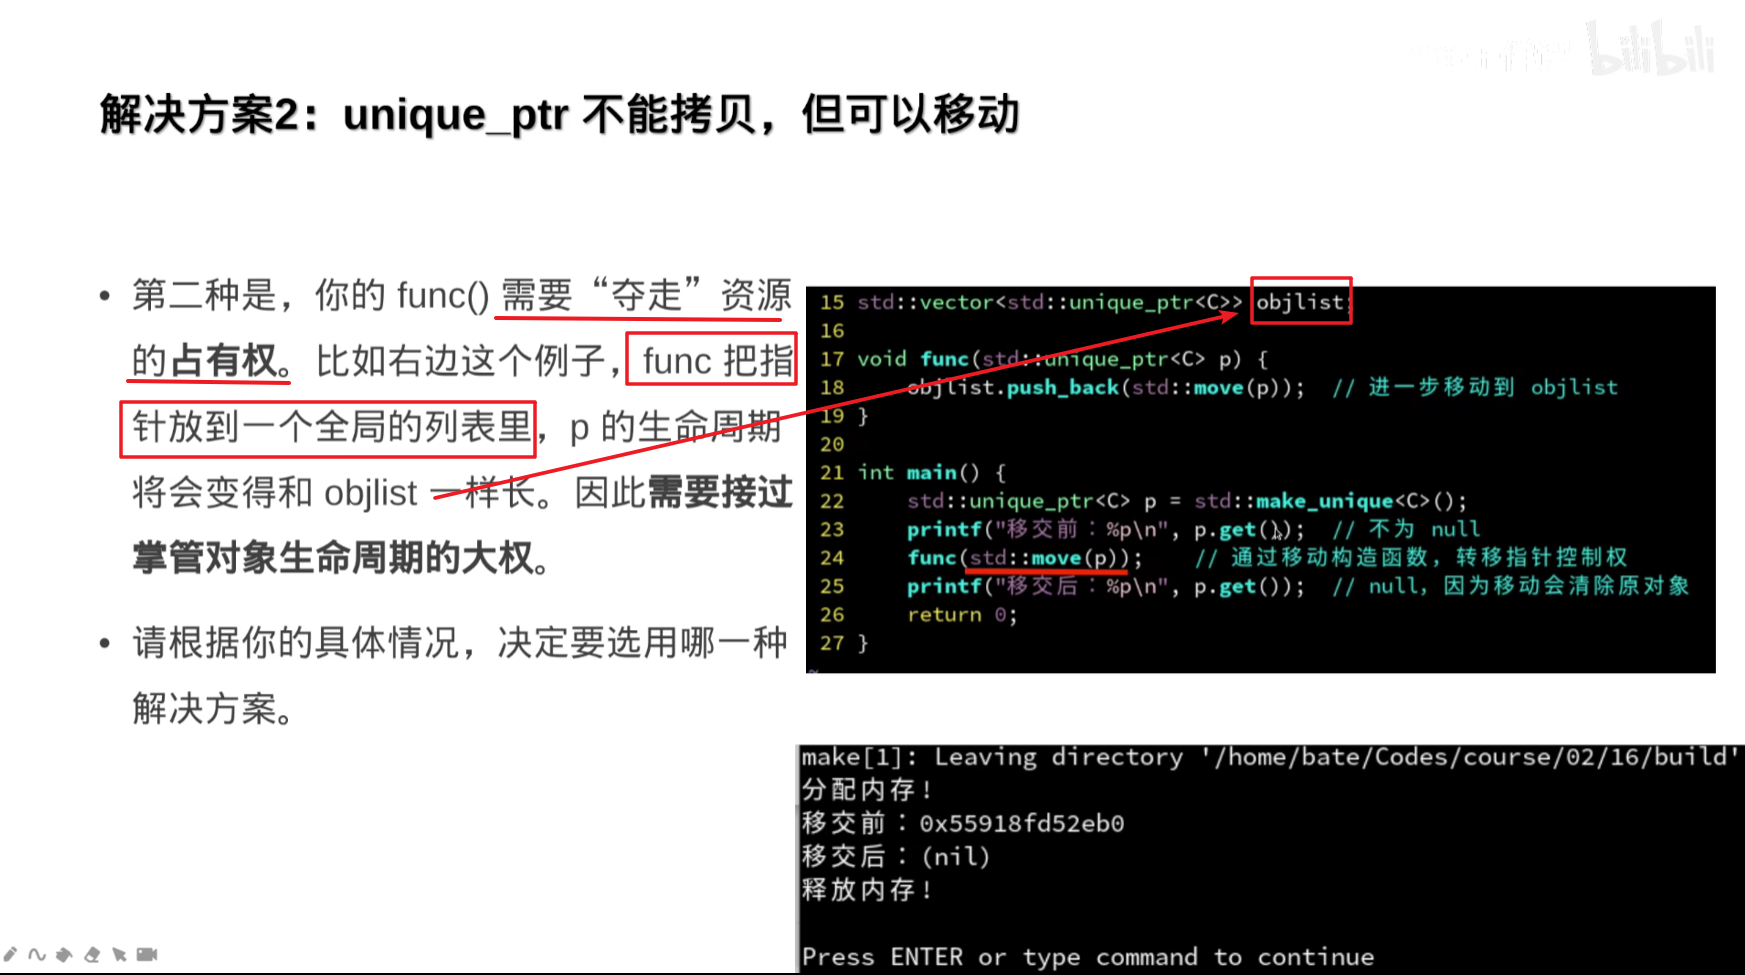 bilibili
解决方案2：unique_ptr 不能拷贝，但可以移动
• 第二种是，你的 func() 需要“夺走”资源
的占有权。比如右边这个例子，func 把指
针放到一个全局的列表里，p 的生命周期
将会变得和 objlist 一样长。因此需要接过
掌管对象生命周期的大权。
• 请根据你的具体情况，决定要选用哪一种
解决方案。
15 std::vector<std::unique_ptr<C>> objlist;
16
17 void func(std::unique_ptr<C> p) {
18     objlist.push_back(std::move(p));  // 进一步移动到 objlist
19 }
20
21 int main() {
22     std::unique_ptr<C> p = std::make_unique<C>();
23     printf("移交前：%p\n", p.get());  // 不为 null
24     func(std::move(p));    // 通过移动构造函数，转移指针控制权
25     printf("移交后：%p\n", p.get());  // null，因为移动会清除原对象
26     return 0;
27 }
~
make[1]: Leaving directory '/home/bate/Codes/course/02/16/build'
分配内存！
移交前：0x55918fd52eb0
移交后：(nil)
释放内存！
Press ENTER or type command to continue